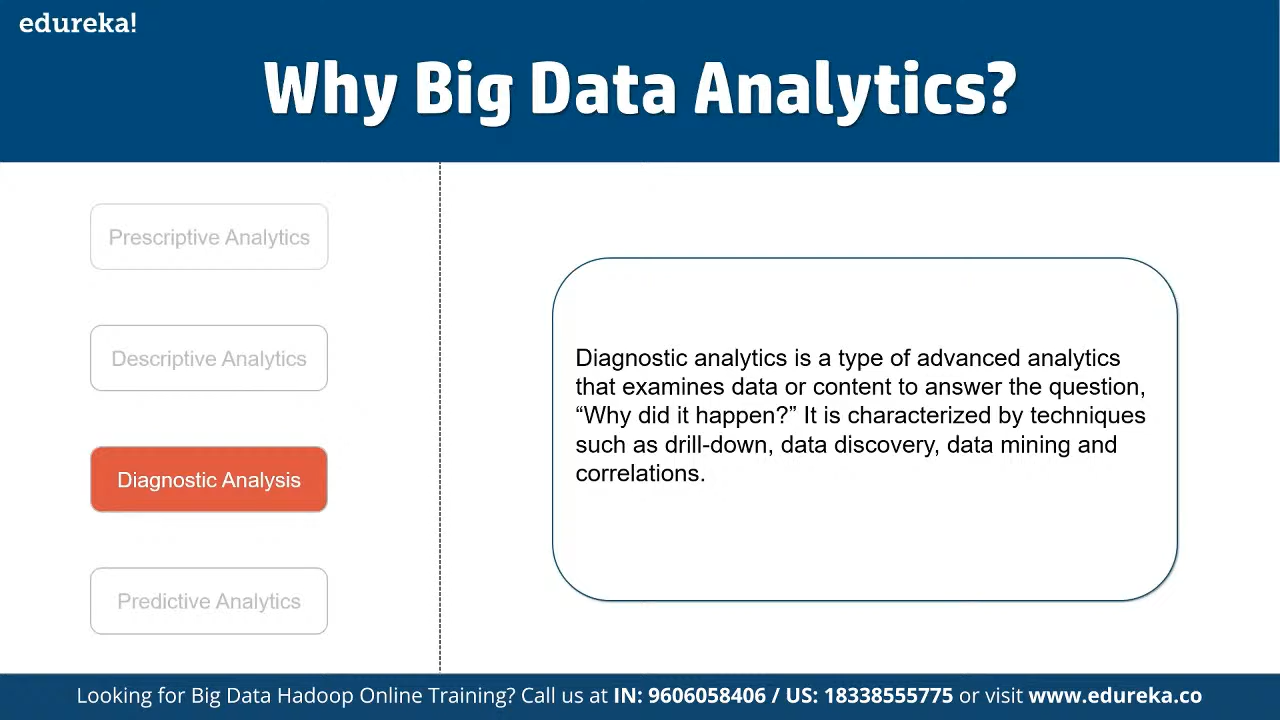 edureka!
Why Big Data Analytics?
Prescriptive Analytics
Descriptive Analytics
Diagnostic Analysis
Predictive Analytics
Diagnostic analytics is a type of advanced analytics
that examines data or content to answer the question,
“Why did it happen?” It is characterized by techniques
such as drill-down, data discovery, data mining and
correlations.
Looking for Big Data Hadoop Online Training? Call us at IN: 9606058406 / US: 18338555775 or visit www.edureka.co